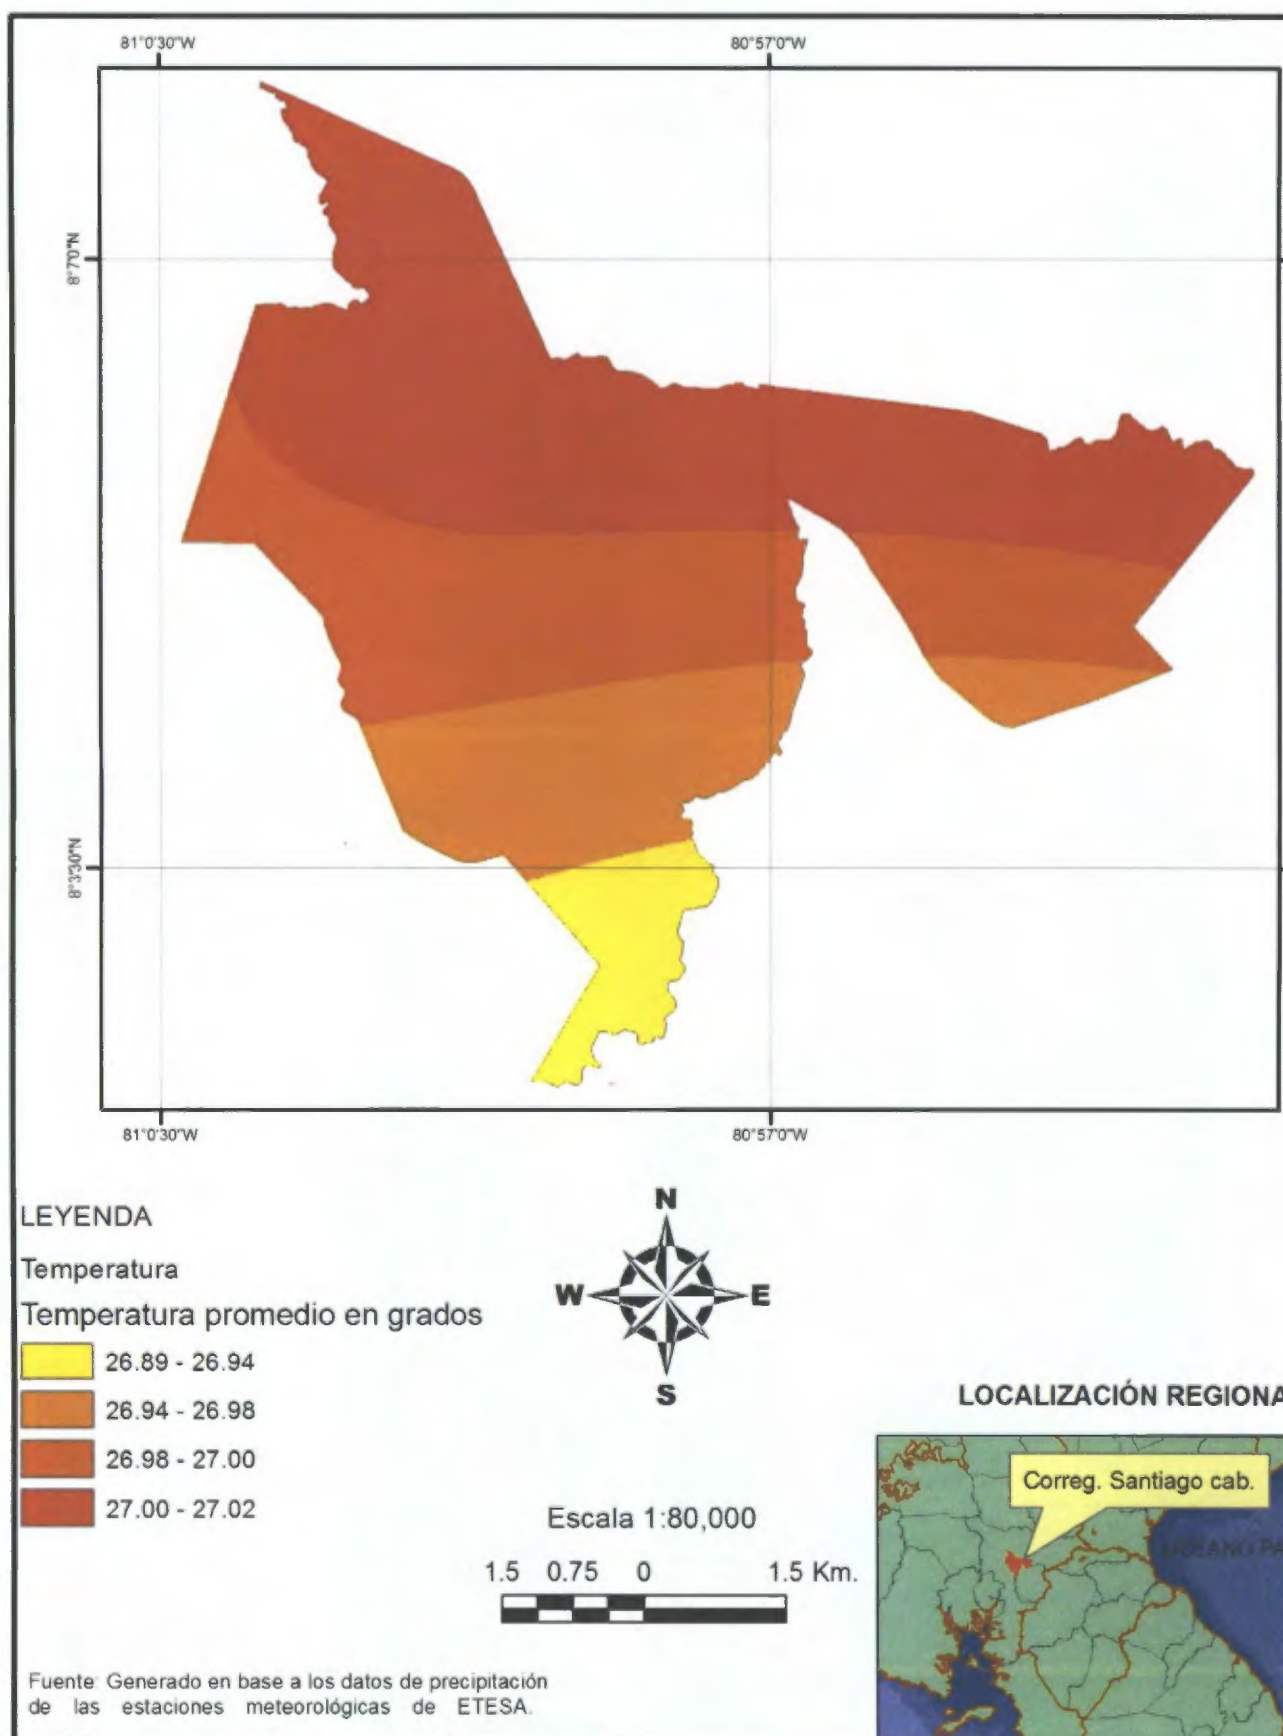 81°0'30"W 80°57'0"W
8°7'0"N
8°3'30"N
81°0'30"W 80°57'0"W
LEYENDA
Temperatura
Temperatura promedio en grados
26.89 - 26.94
26.94 - 26.98
26.98 - 27.00
27.00 - 27.02
N
W E
S
Escala 1:80,000
1.5 0.75 0 1.5 Km.
LOCALIZACIÓN REGIONA
Correg. Santiago cab.
Fuente: Generado en base a los datos de precipitación
de las estaciones meteorológicas de ETESA.